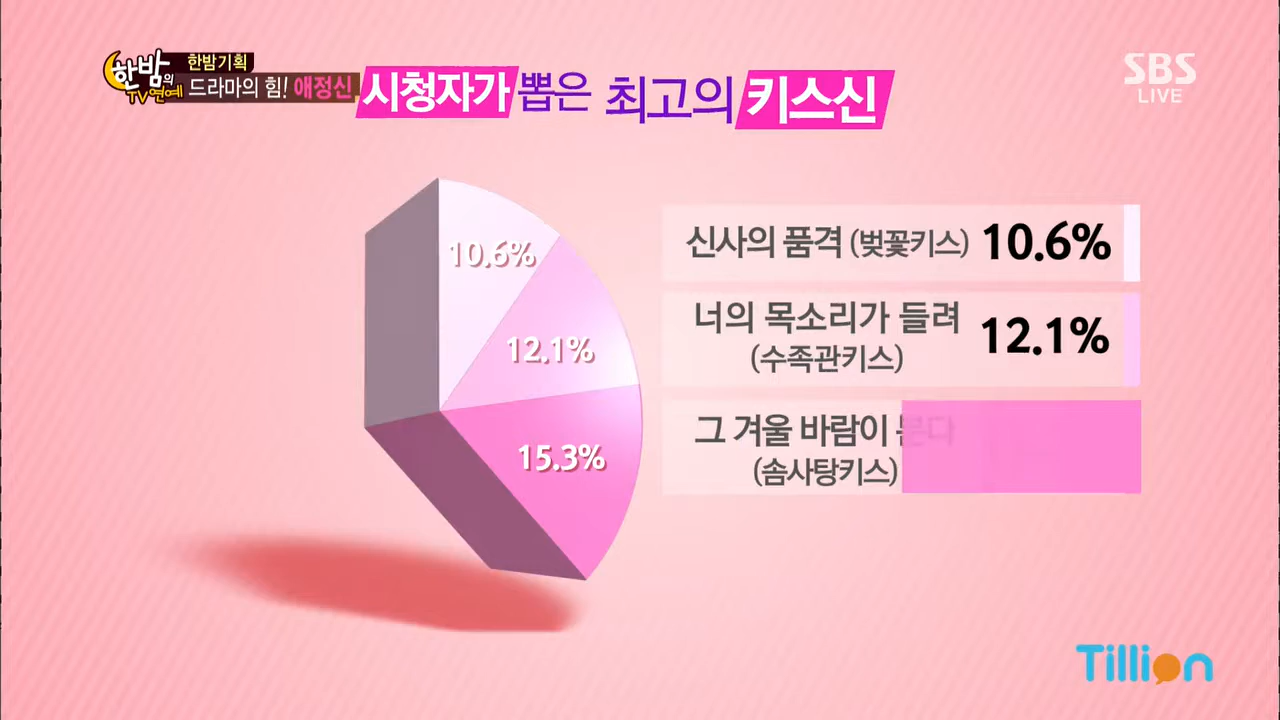 한밤의
TV연예
한밤기획
드라마의 힘! 애정신
시청자가 뽑은 최고의 키스신
SBS
LIVE
10.6%
12.1%
15.3%
신사의 품격 (벚꽃키스) 10.6%
너의 목소리가 들려
(수족관키스)
12.1%
그 겨울 바람이 분다
(솜사탕키스)
Tillion